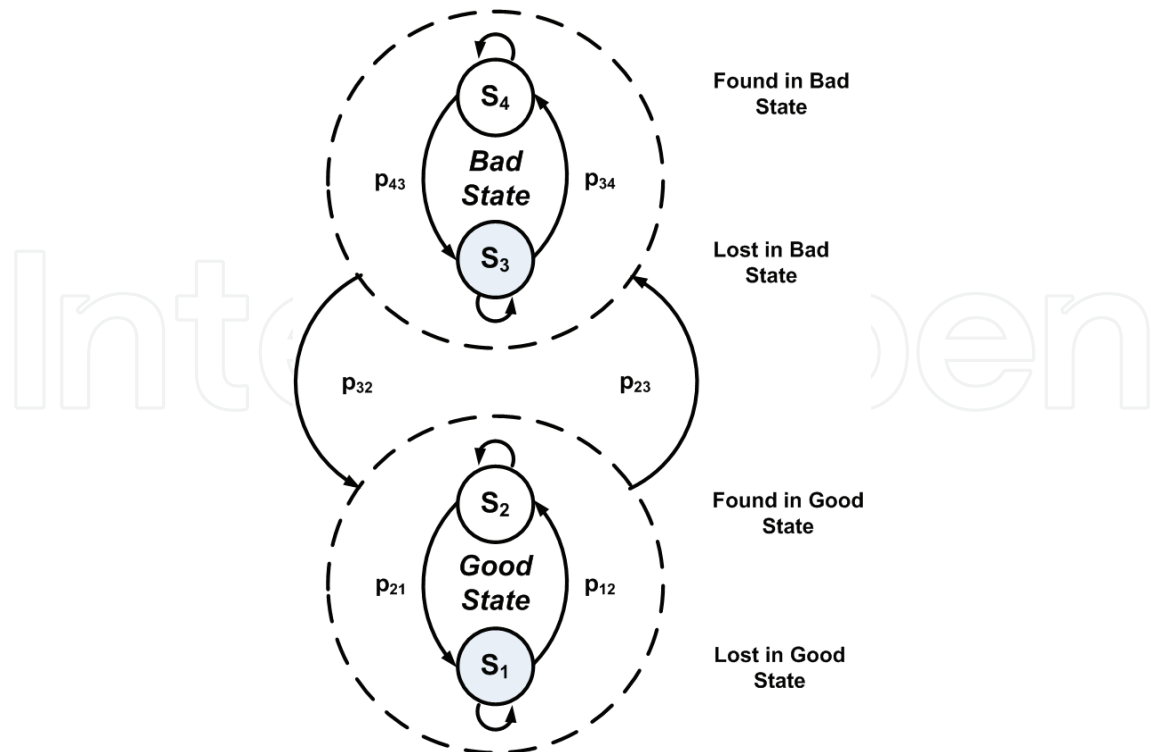 Found in Bad
State
S4
Bad
State
p43
p34
S3
Lost in Bad
State
p32
p23
S2
Found in Good
State
Good
State
p21
p12
S1
Lost in Good
State